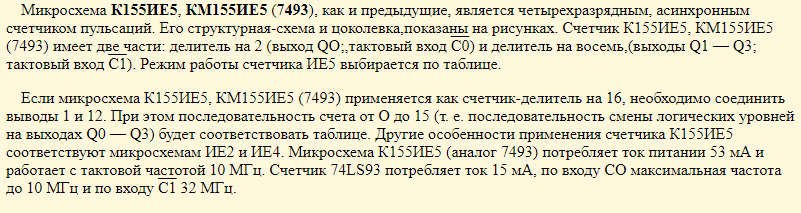 Микросхема К155ИЕ5, КМ155ИЕ5 (7493), как и предыдущие, является четырехразрядным, асинхронным
счетчиком пульсаций. Его структурная-схема и цоколевка,показаны на рисунках. Счетчик К155ИЕ5, КМ155ИЕ5
(7493) имеет две части: делитель на 2 (выход QO;,тактовый вход C̅0̅) и делитель на восемь,(выходы Q1 — Q3;
тактовый вход C̅1̅). Режим работы счетчика ИЕ5 выбирается по таблице.
Если микросхема К155ИЕ5, КМ155ИЕ5 (7493) применяется как счетчик-делитель на 16, необходимо соединить
выводы 1 и 12. При этом последовательность счета от О до 15 (т. е. последовательность смены логических уровней
на выходах Q0 — Q3) будет соответствовать таблице. Другие особенности применения счетчика К155ИЕ5
соответствуют микросхемам ИЕ2 и ИЕ4. Микросхема К155ИЕ5 (аналог 7493) потребляет ток питании 53 мА и
работает с тактовой частотой 10 МГц. Счетчик 74LS93 потребляет ток 15 мА, по входу СО максимальная частота
до 10 МГц и по входу C̅1̅ 32 МГц.